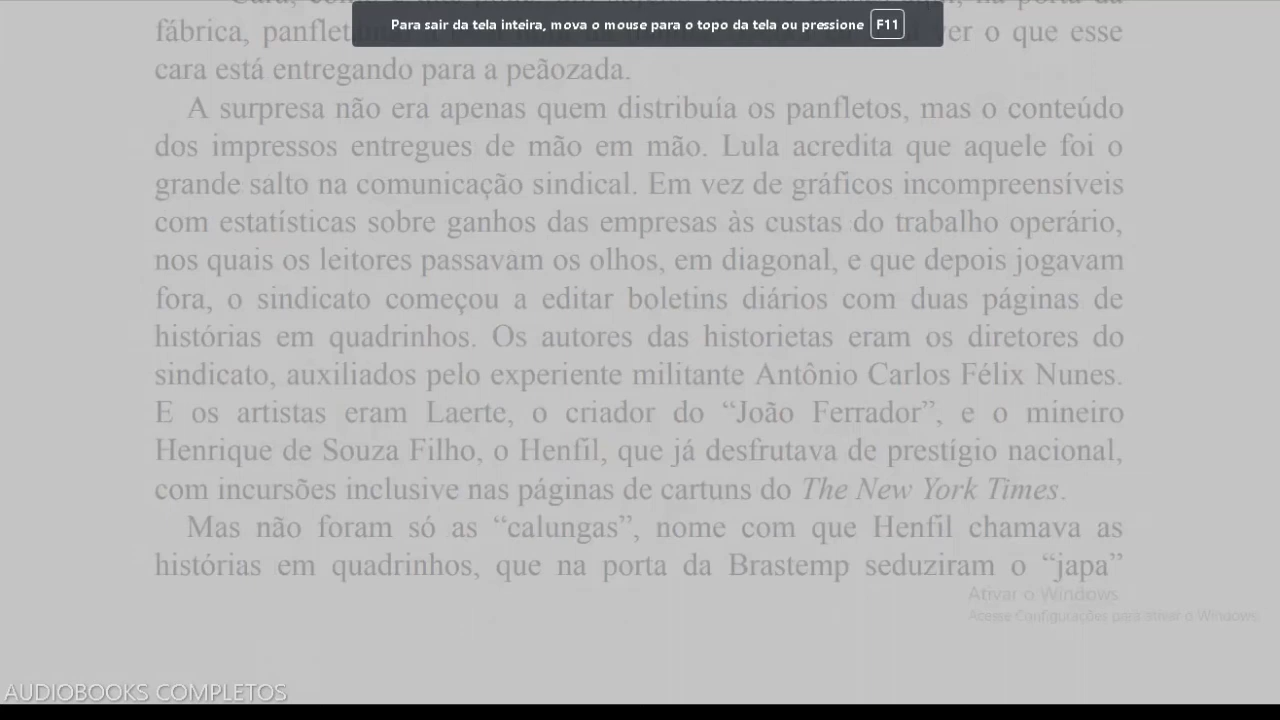 Para sair da tela inteira, mova o mouse para o topo da tela ou pressione F11
fábrica, ver o que esse
cara está entregando para a peãozada.
A surpresa não era apenas quem distribuía os panfletos, mas o conteúdo
dos impressos entregues de mão em mão. Lula acredita que aquele foi o
grande salto na comunicação sindical. Em vez de gráficos incompreensíveis
com estatísticas sobre ganhos das empresas às custas do trabalho operário,
nos quais os leitores passavam os olhos, em diagonal, e que depois jogavam
fora, o sindicato começou a editar boletins diários com duas páginas de
histórias em quadrinhos. Os autores das historietas eram os diretores do
sindicato, auxiliados pelo experiente militante Antônio Carlos Félix Nunes.
E os artistas eram Laerte, o criador do “João Ferrador”, e o mineiro
Henrique de Souza Filho, o Henfil, que já desfrutava de prestígio nacional,
com incursões inclusive nas páginas de cartuns do The New York Times.
Mas não foram só as “calungas”, nome com que Henfil chamava as
histórias em quadrinhos, que na porta da Brastemp seduziram o “japa”
Ativar o Windows
Acesse Configurações para ativar o Windows.
AUDIOBOOKS COMPLETOS